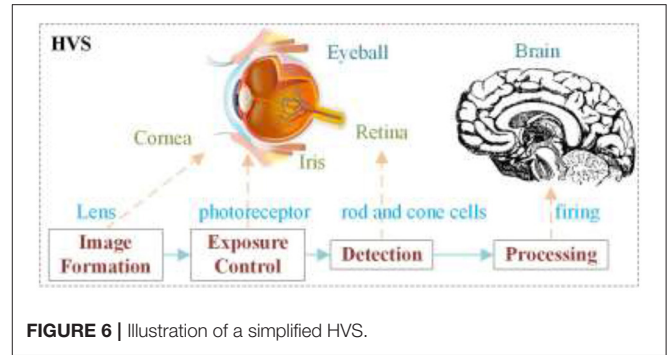 HVS
Eyeball
Brain
Cornea
Iris
Retina
Lens
photoreceptor
rod and cone cells
firing
Image
Formation
Exposure
Control
Detection
Processing
FIGURE 6 | Illustration of a simplified HVS.